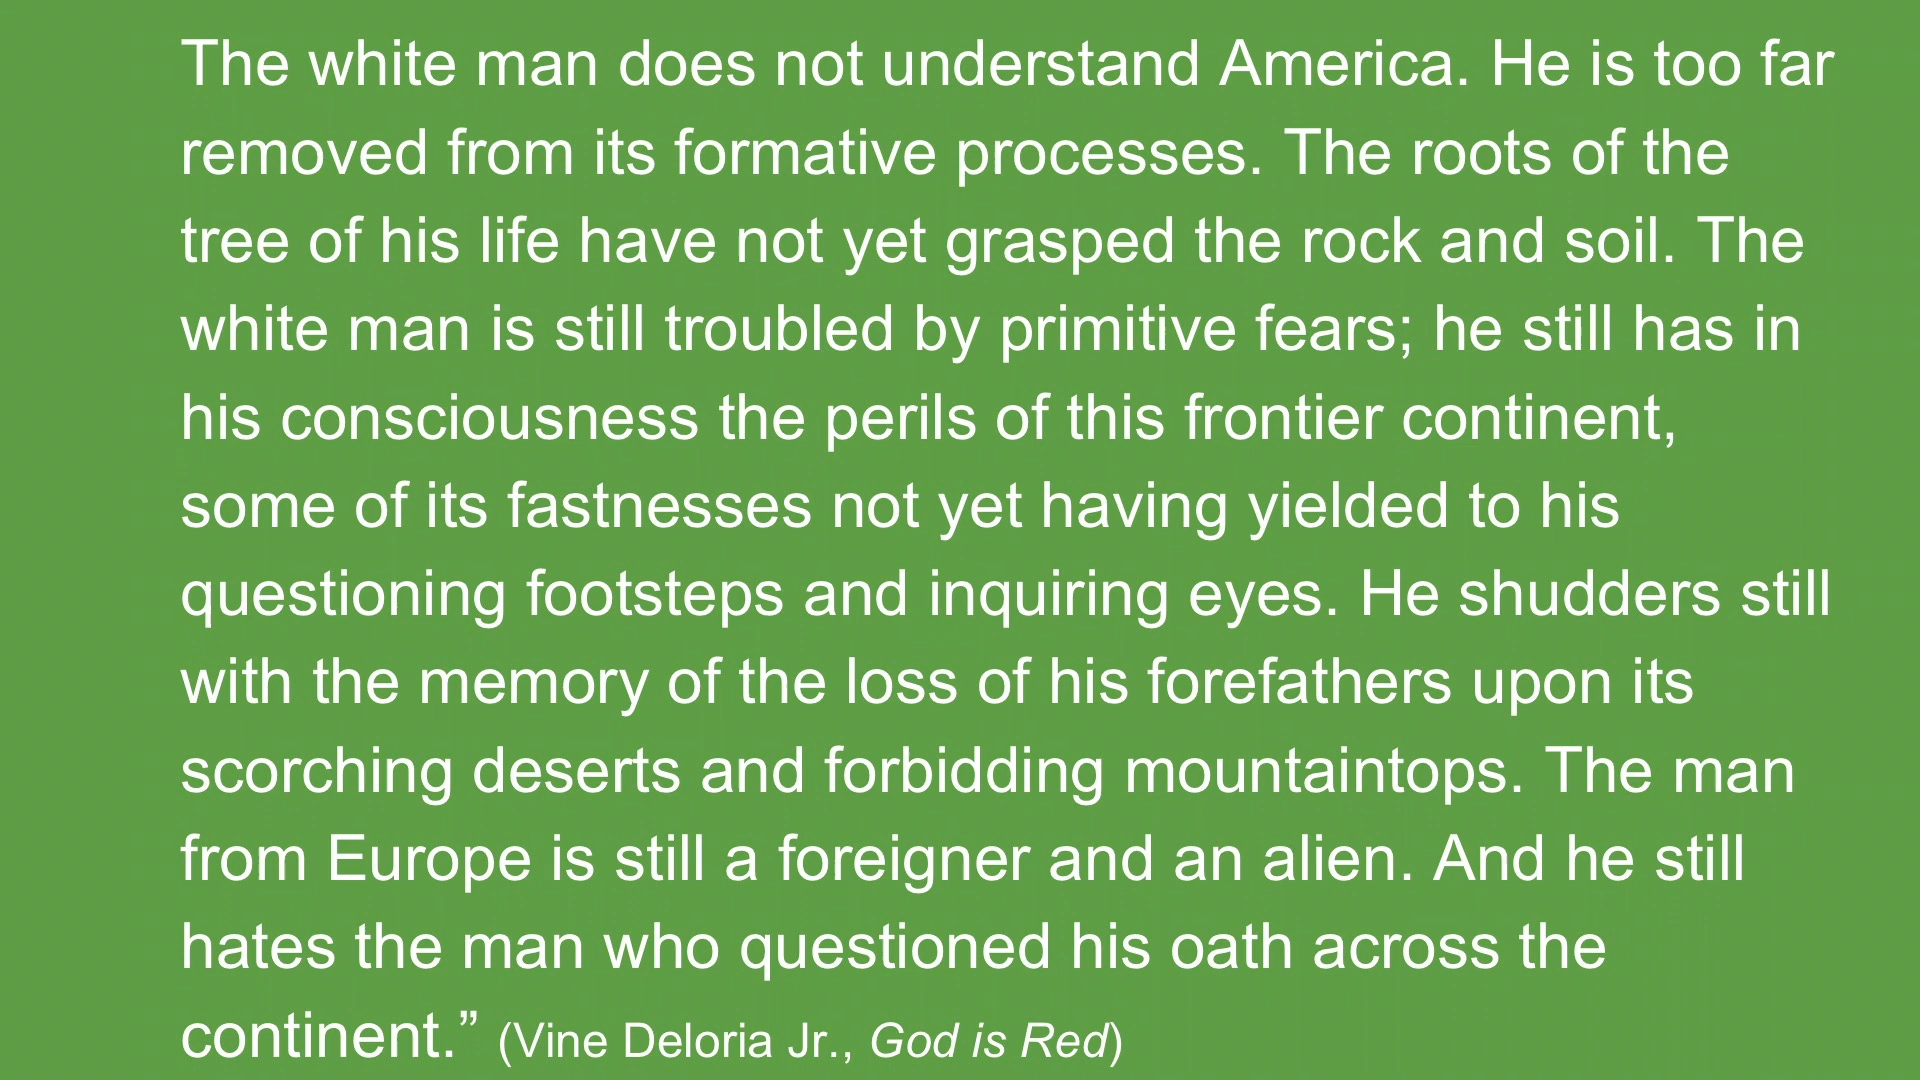 The white man does not understand America. He is too far
removed from its formative processes. The roots of the
tree of his life have not yet grasped the rock and soil. The
white man is still troubled by primitive fears; he still has in
his consciousness the perils of this frontier continent,
some of its fastnesses not yet having yielded to his
questioning footsteps and inquiring eyes. He shudders still
with the memory of the loss of his forefathers upon its
scorching deserts and forbidding mountaintops. The man
from Europe is still a foreigner and an alien. And he still
hates the man who questioned his oath across the
continent.” (Vine Deloria Jr., God is Red)